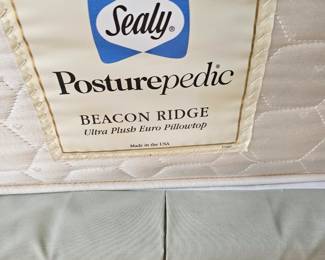 Sealy®
Posturepedic
BEACON RIDGE
Ultra Plush Euro Pillowtop
Made in the USA